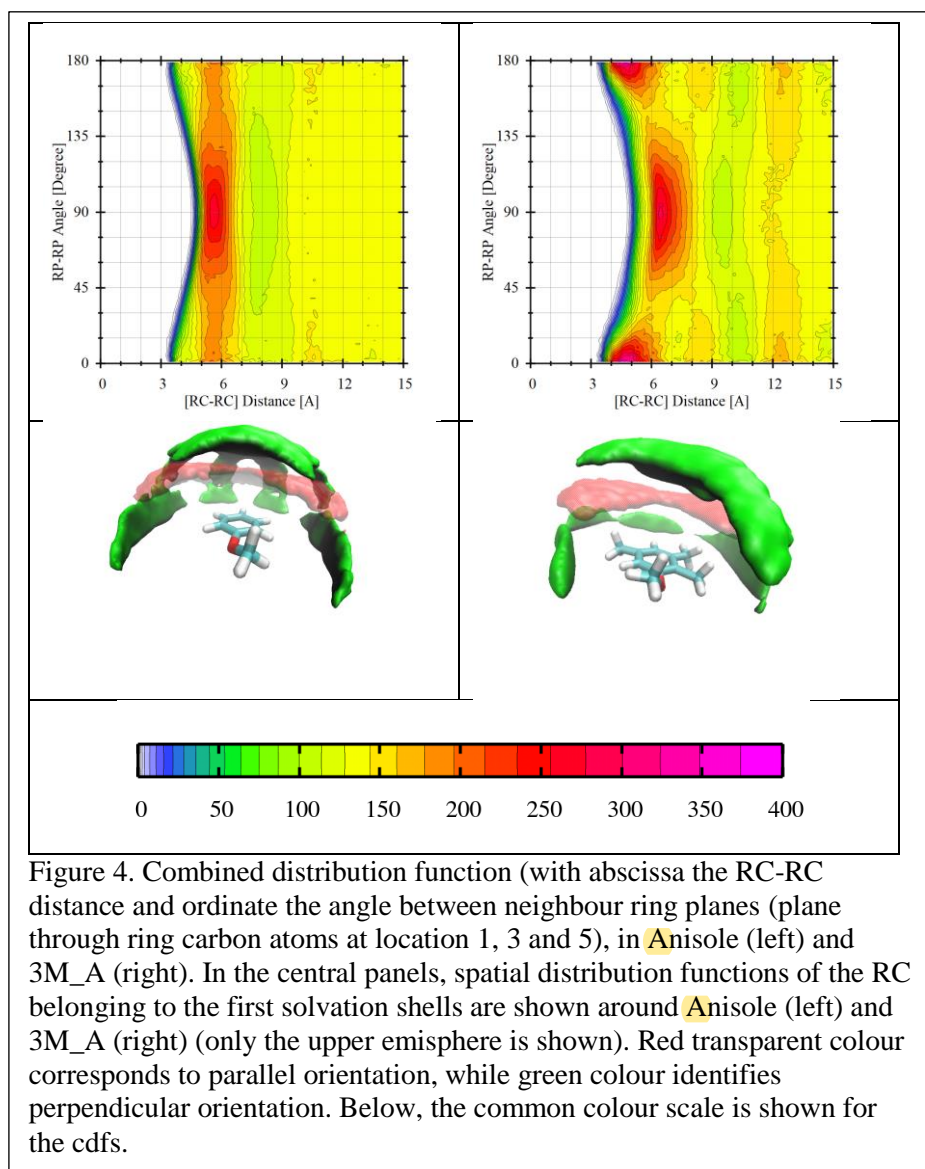 180
135
90
45
0
RP-RP Angle [Degree]
0 3 6 9 12 15
[RC-RC] Distance [A]
180
135
90
45
0
RP-RP Angle [Degree]
0 3 6 9 12 15
[RC-RC] Distance [A]
0 50 100 150 200 250 300 350 400
Figure 4. Combined distribution function (with abscissa the RC-RC
distance and ordinate the angle between neighbour ring planes (plane
through ring carbon atoms at location 1, 3 and 5), in Anisole (left) and
3M_A (right). In the central panels, spatial distribution functions of the RC
belonging to the first solvation shells are shown around Anisole (left) and
3M_A (right) (only the upper emisphere is shown). Red transparent colour
corresponds to parallel orientation, while green colour identifies
perpendicular orientation. Below, the common colour scale is shown for
the cdfs.